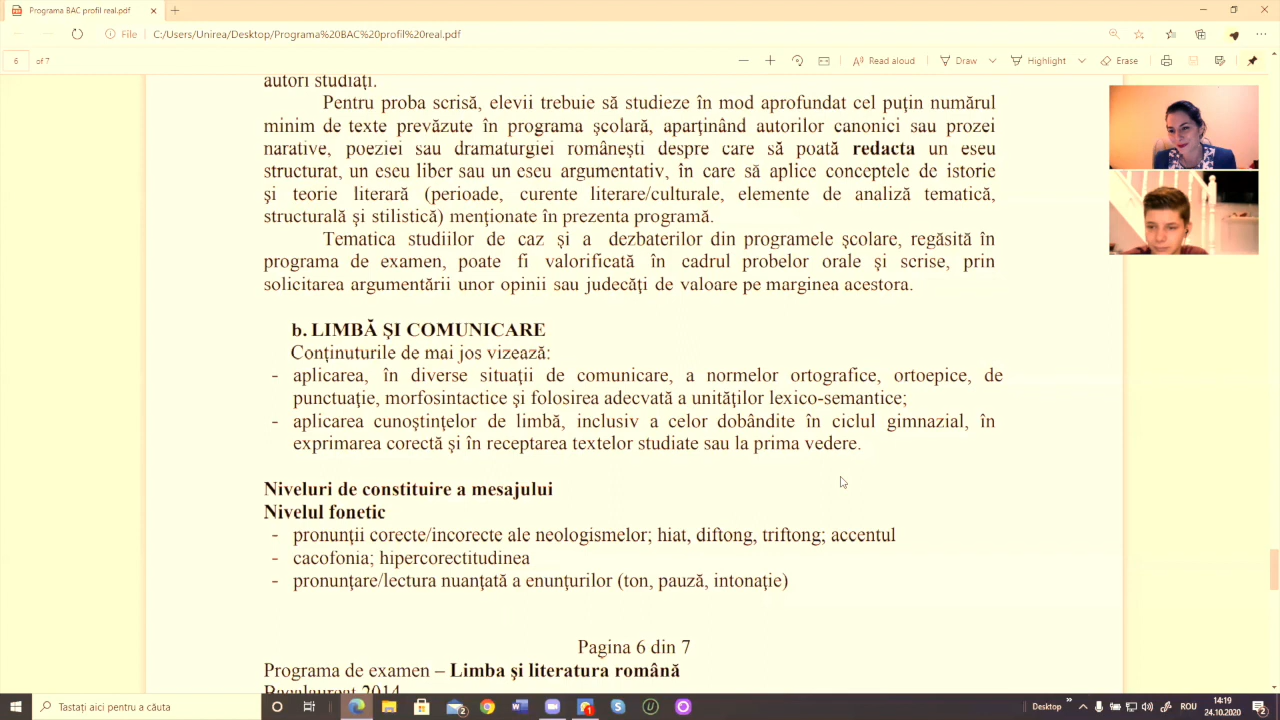 Programa BAC profil real.pdf
File
C:/Users/Unirea/Desktop/Programa%20BAC%20profil%20real.pdf
6 of 7
Read aloud
Draw
Highlight
Erase
autori studiați.
Pentru proba scrisă, elevii trebuie să studieze în mod aprofundat cel puțin numărul
minim de texte prevăzute în programa școlară, aparținând autorilor canonici sau prozei
narative, poeziei sau dramaturgiei românești despre care să poată redacta un eseu
structurat, un eseu liber sau un eseu argumentativ, în care să aplice conceptele de istorie
și teorie literară (perioade, curente literare/culturale, elemente de analiză tematică,
structurală și stilistică) menționate în prezenta programă.
Tematica studiilor de caz și a dezbaterilor din programele școlare, regăsită în
programa de examen, poate fi valorificată în cadrul probelor orale și scrise, prin
solicitarea argumentării unor opinii sau judecăți de valoare pe marginea acestora.
b. LIMBĂ ȘI COMUNICARE
Conținuturile de mai jos vizează:
- aplicarea, în diverse situații de comunicare, a normelor ortografice, ortoepice, de
punctuație, morfosintactice și folosirea adecvată a unităților lexico-semantice;
- aplicarea cunoștințelor de limbă, inclusiv a celor dobândite în ciclul gimnazial, în
exprimarea corectă și în receptarea textelor studiate sau la prima vedere.
Niveluri de constituire a mesajului
Nivelul fonetic
- pronunții corecte/incorecte ale neologismelor; hiat, diftong, triftong; accentul
- cacofonia; hipercorectitudinea
- pronunțare/lectura nuanțată a enunțurilor (ton, pauză, intonație)
Pagina 6 din 7
Programa de examen – Limba și literatura română
Bacalaureat 2014
Tastați aici pentru a căuta
Desktop
ROU
14:19
24.10.2020